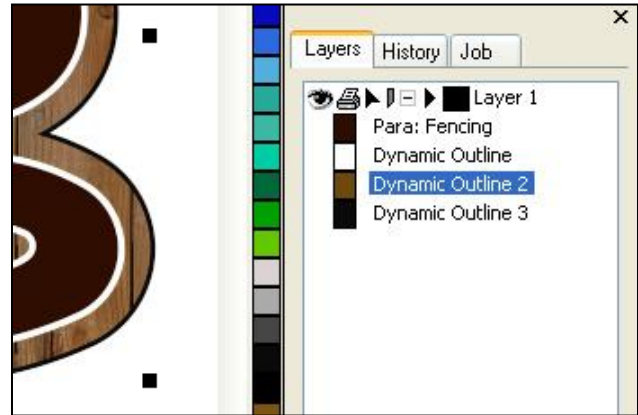 Layers History Job
Layer 1
Para: Fencing
Dynamic Outline
Dynamic Outline 2
Dynamic Outline 3